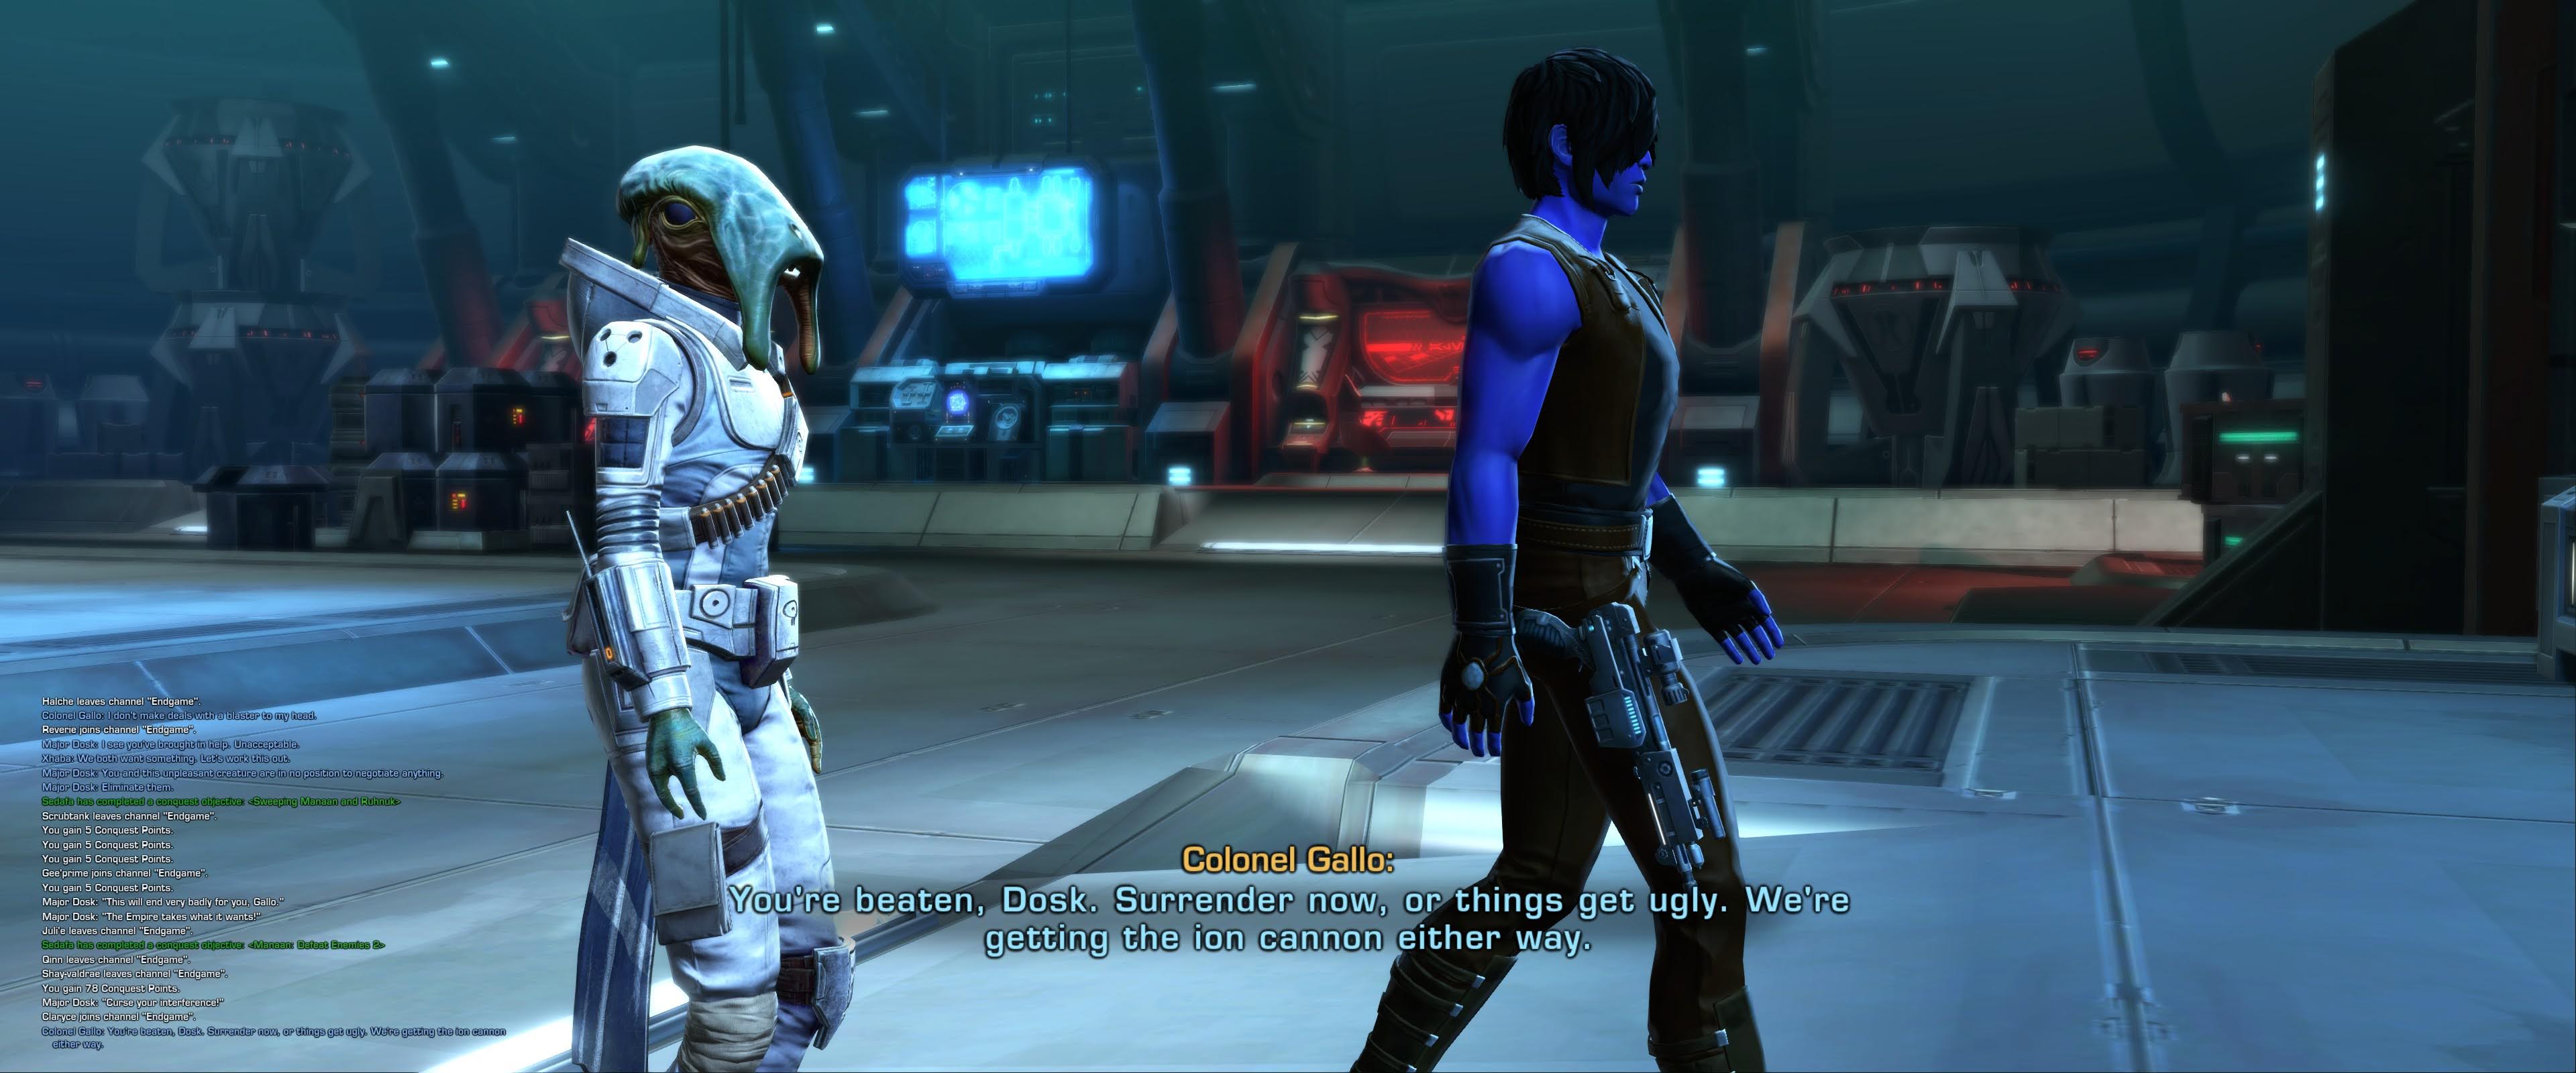 Halche leaves channel "Endgame".
Colonel Gallo: I don't make deals with a blaster to my head.
Reverie joins channel "Endgame".
Major Dosk: I see you've brought in help. Unacceptable.
Xhaba: We both want something. Let's work this out.
Major Dosk: You and this unpleasant creature are in no position to negotiate anything.
Major Dosk: Eliminate them.
Sedafa has completed a conquest objective: <Sweeping Manaan and Ruhnuk>
Scrubtank leaves channel "Endgame".
You gain 5 Conquest Points.
You gain 5 Conquest Points.
You gain 5 Conquest Points.
Gee'prime joins channel "Endgame".
You gain 5 Conquest Points.
Major Dosk: "This will end very badly for you, Gallo."
Major Dosk: "The Empire takes what it wants!"
Juli'e leaves channel "Endgame".
Sedafa has completed a conquest objective: <Manaan: Defeat Enemies 2>
Qinn leaves channel "Endgame".
Shay-valdrae leaves channel "Endgame".
You gain 78 Conquest Points.
Major Dosk: "Curse your interference!"
Claryce joins channel "Endgame".
Colonel Gallo: You're beaten, Dosk. Surrender now, or things get ugly. We're getting the ion cannon
either way.
Colonel Gallo:
You're beaten, Dosk. Surrender now, or things get ugly. We're
getting the ion cannon either way.